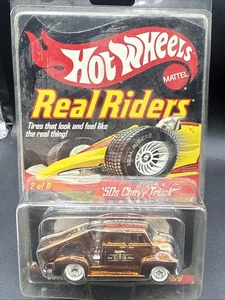 Hot Wheels
MATTEL
Real Riders
Tires that look and feel like
the real thing!
2 of 6
'50s Chevy Truck